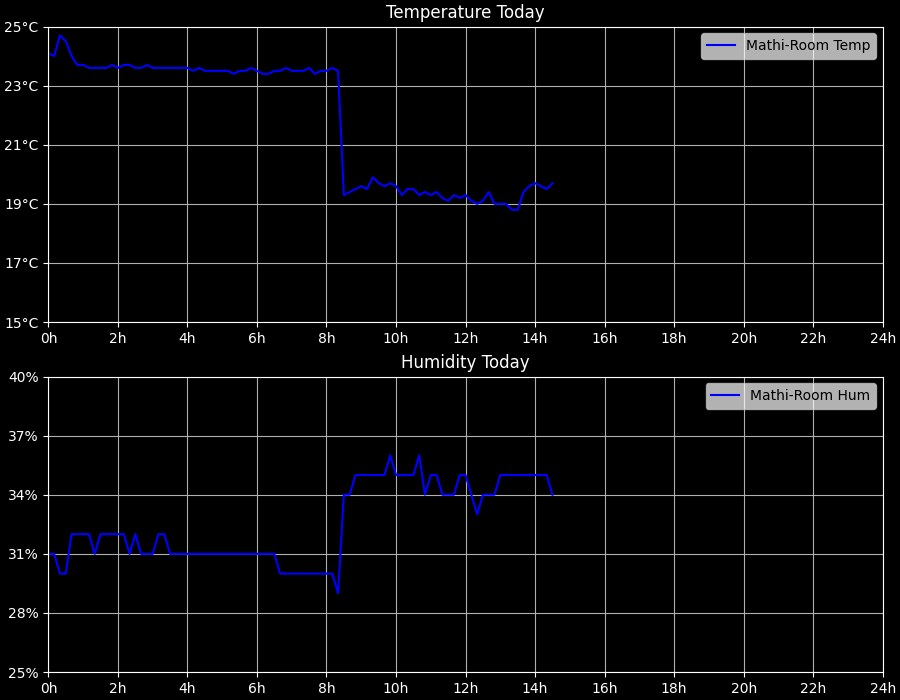 Temperature Today
25°C
Mathi-Room Temp
23°C
21°C
19°C
17°C
15°C
0h 2h 4h 6h 8h 10h 12h 14h 16h 18h 20h 22h 24h
Humidity Today
40%
Mathi-Room Hum
37%
34%
31%
28%
25%
0h 2h 4h 6h 8h 10h 12h 14h 16h 18h 20h 22h 24h